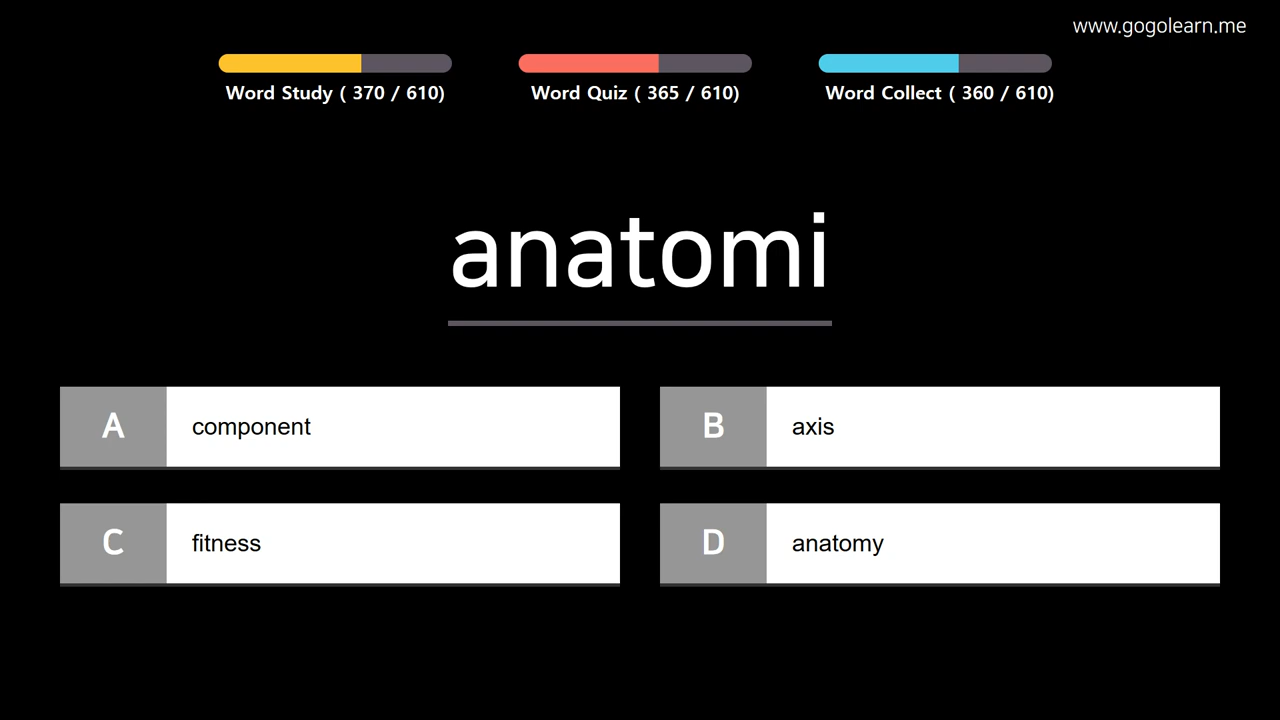 www.gogolearn.me
Word Study ( 370 / 610)
Word Quiz ( 365 / 610)
Word Collect ( 360 / 610)
anatomi
A component
B axis
C fitness
D anatomy